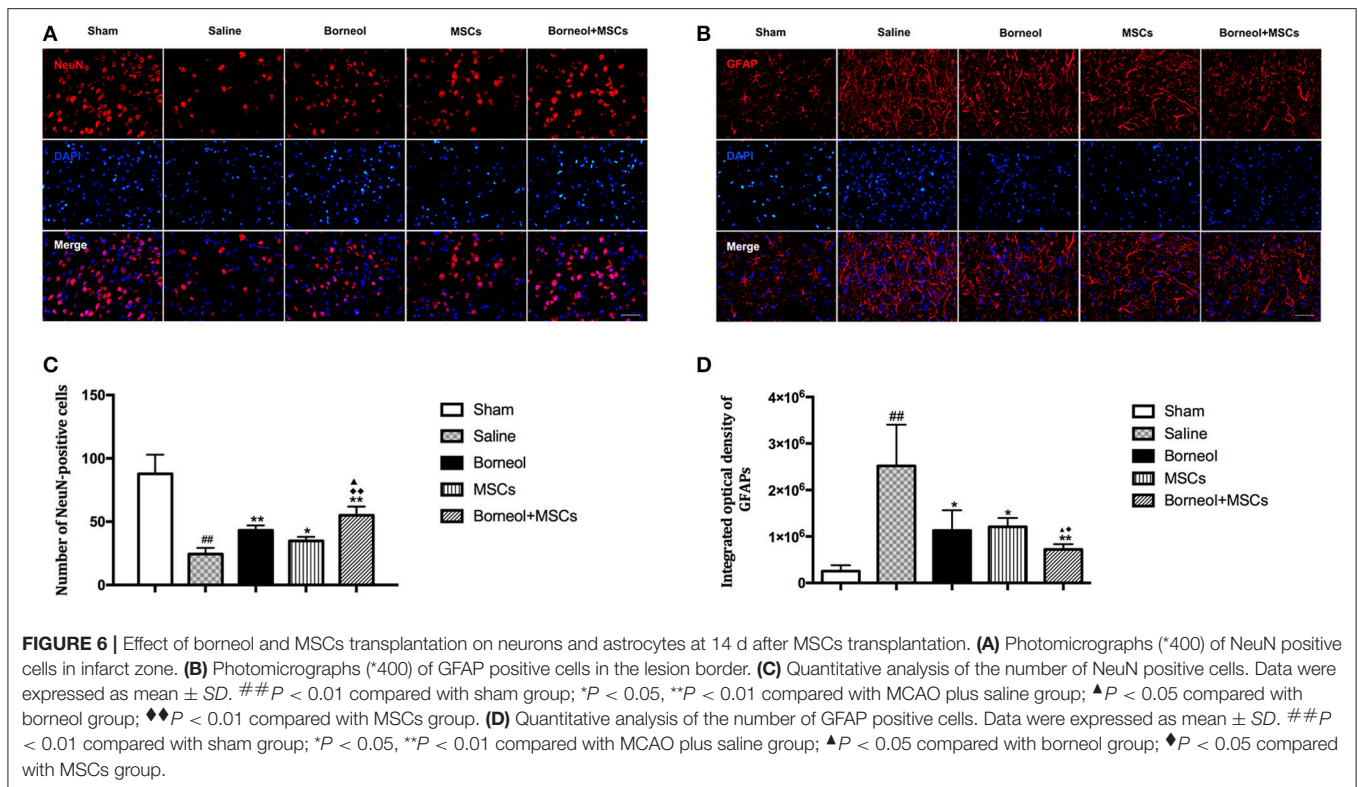 A
Sham Saline Borneol MSCs Borneol+MSCs
NeuN
DAPI
Merge
B
Sham Saline Borneol MSCs Borneol+MSCs
GFAP
DAPI
Merge
C
Number of NeuN-positive cells
150
100
50
0
##
**
*
▲
♦♦
**
Sham
Saline
Borneol
MSCs
Borneol+MSCs
D
Integrated optical density of
GFAPs
4×10⁶
3×10⁶
2×10⁶
1×10⁶
0
##
*
*
▲♦
**
Sham
Saline
Borneol
MSCs
Borneol+MSCs
FIGURE 6 | Effect of borneol and MSCs transplantation on neurons and astrocytes at 14 d after MSCs transplantation. (A) Photomicrographs (*400) of NeuN positive
cells in infarct zone. (B) Photomicrographs (*400) of GFAP positive cells in the lesion border. (C) Quantitative analysis of the number of NeuN positive cells. Data were
expressed as mean ± SD. ##P < 0.01 compared with sham group; *P < 0.05, **P < 0.01 compared with MCAO plus saline group; ▲P < 0.05 compared with
borneol group; ♦♦P < 0.01 compared with MSCs group. (D) Quantitative analysis of the number of GFAP positive cells. Data were expressed as mean ± SD. ##P
< 0.01 compared with sham group; *P < 0.05, **P < 0.01 compared with MCAO plus saline group; ▲P < 0.05 compared with borneol group; ♦P < 0.05 compared
with MSCs group.